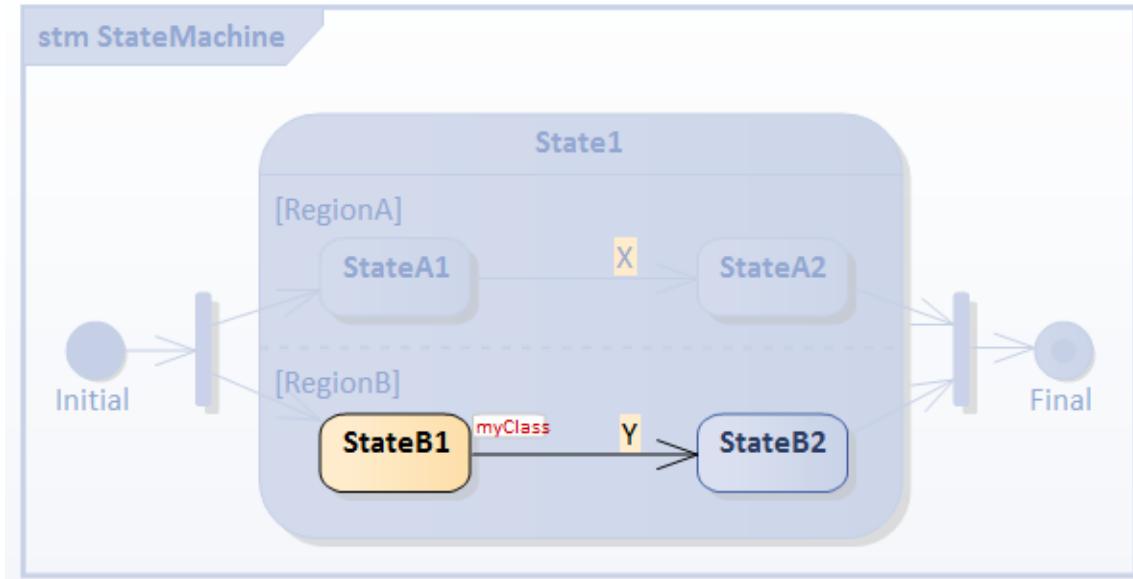 stm StateMachine
State1
[RegionA]
StateA1
X
StateA2
Initial
[RegionB]
Final
StateB1
myClass
Y
StateB2